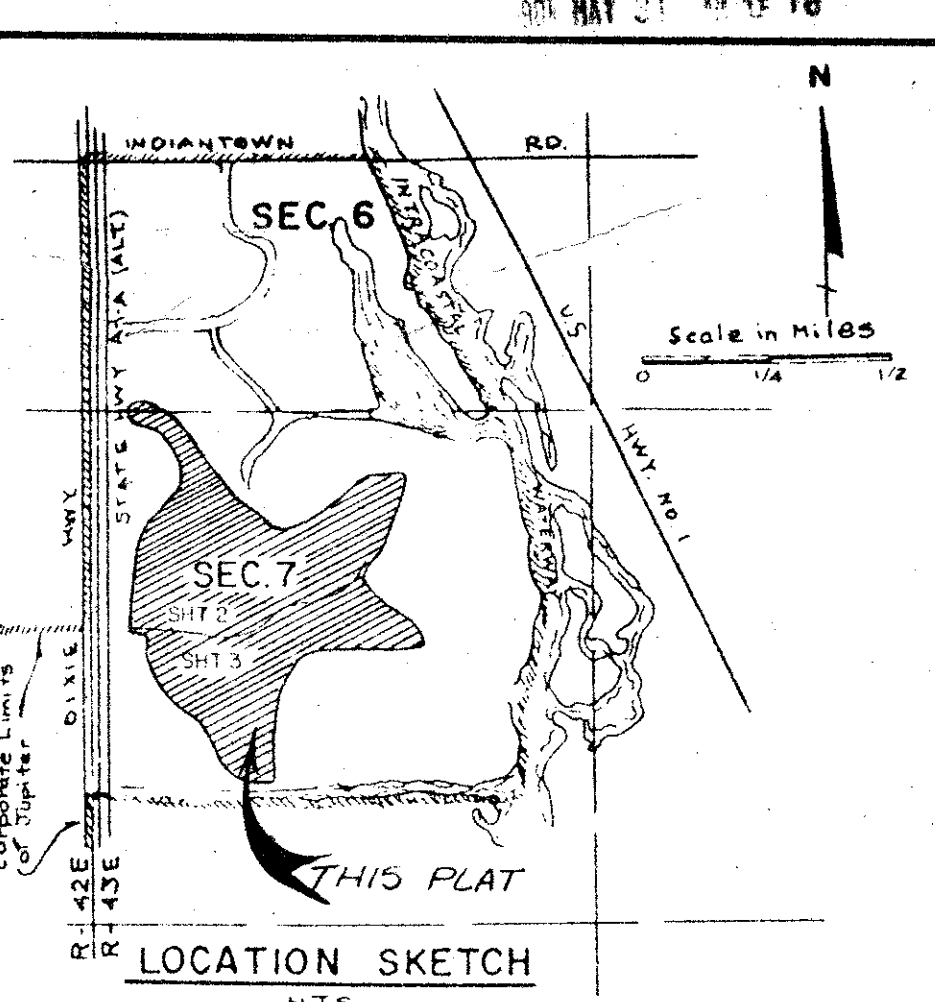 MAY
N
INDIANTOWN RD.
SEC. 6
INTRACOASTAL
STATE HWY A-1-A (ALT)
U S
Scale in Miles
0 1/4 1/2
HWY. NO. 1
HWY
WATERWAY
SEC. 7
SHT 2
SHT 3
DIXIE
Corporate Limits
of Jupiter
THIS PLAT
R - 42E
R - 43E
LOCATION SKETCH
N.T.S.